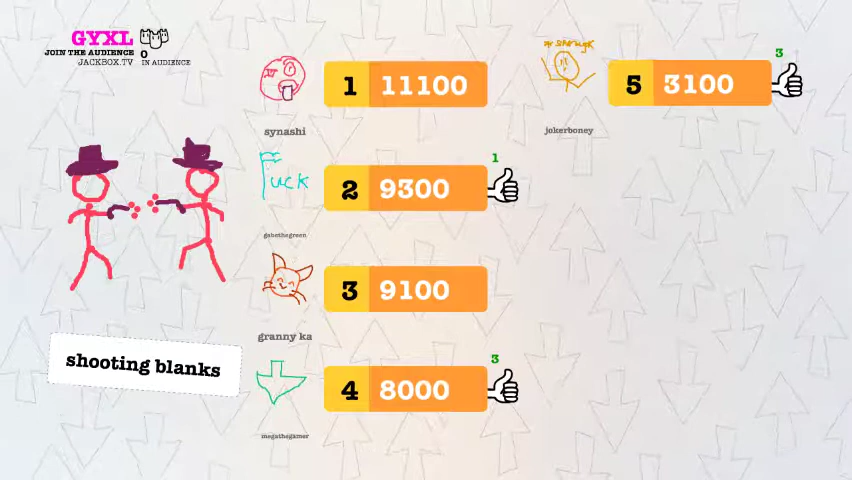 GYXL
JOIN THE AUDIENCE 0
JACKBOX.TV IN AUDIENCE
1 11100
synashi
Fuck
2 9300
1
gabethegreen
3 9100
granny ka
4 8000
3
megathegamer
5 3100
3
jokerboney
shooting blanks